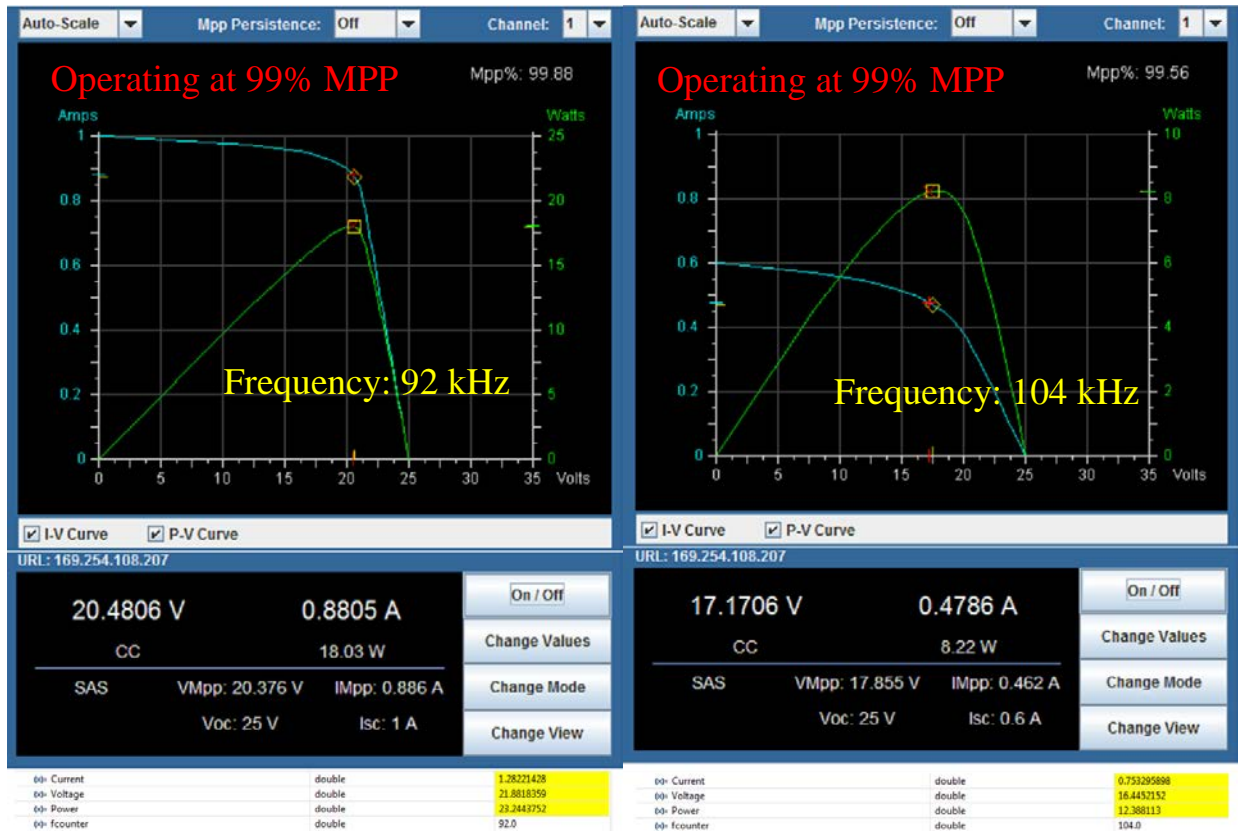 Auto-Scale Mpp Persistence: Off Channel: 1
Operating at 99% MPP
Mpp%: 99.88
Amps Watts
1 25
0.8 20
0.6 15
0.4 10
0.2 5
0 0
0 5 10 15 20 25 30 35 Volts
Frequency: 92 kHz
I-V Curve P-V Curve
URL: 169.254.108.207
20.4806 V 0.8805 A
CC 18.03 W
SAS VMpp: 20.376 V IMpp: 0.886 A
Voc: 25 V Isc: 1 A
On / Off
Change Values
Change Mode
Change View
(x)= Current double 1.28221428
(x)= Voltage double 21.8818359
(x)= Power double 23.2443752
(x)= fcounter double 92.0
Auto-Scale Mpp Persistence: Off Channel: 1
Operating at 99% MPP
Mpp%: 99.56
Amps Watts
1 10
0.8 8
0.6 6
0.4 4
0.2 2
0 0
0 5 10 15 20 25 30 35 Volts
Frequency: 104 kHz
I-V Curve P-V Curve
URL: 169.254.108.207
17.1706 V 0.4786 A
CC 8.22 W
SAS VMpp: 17.855 V IMpp: 0.462 A
Voc: 25 V Isc: 0.6 A
On / Off
Change Values
Change Mode
Change View
(x)= Current double 0.753295898
(x)= Voltage double 16.4452152
(x)= Power double 12.388113
(x)= fcounter double 104.0